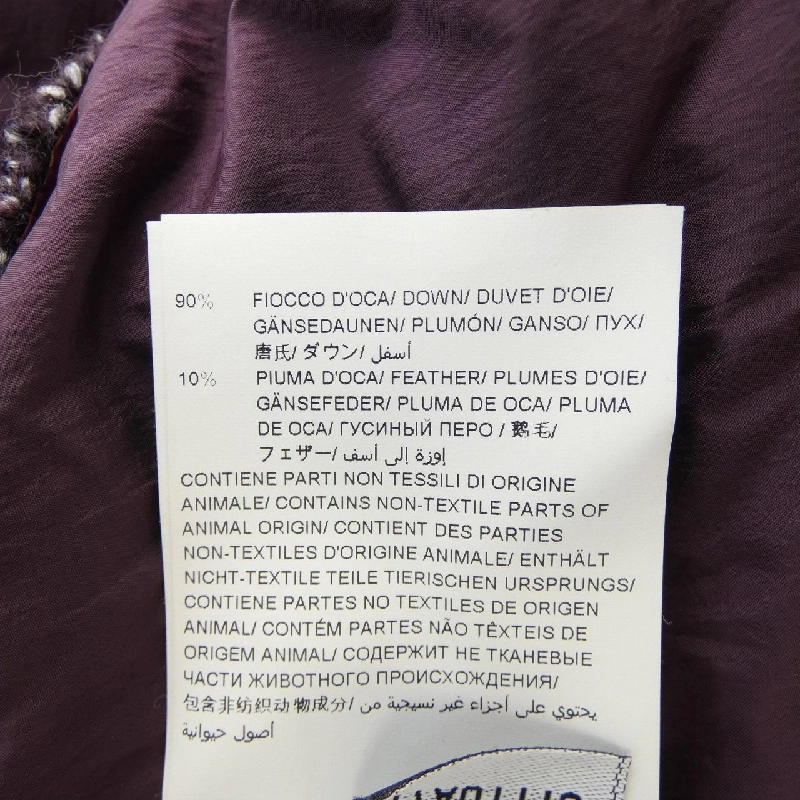 90% FIOCCO D'OCA/ DOWN/ DUVET D'OIE/
GÄNSEDAUNEN/ PLUMÓN/ GANSO/ ПУХ/
唐氏/ ダウン/ أسفل
10% PIUMA D'OCA/ FEATHER/ PLUMES D'OIE/
GÄNSEFEDER/ PLUMA DE OCA/ PLUMA
DE OCA/ ГУСИНЫЙ ПЕРО / 鹅毛/
フェザー/ إوزة إلى أسف
CONTIENE PARTI NON TESSILI DI ORIGINE
ANIMALE/ CONTAINS NON-TEXTILE PARTS OF
ANIMAL ORIGIN/ CONTIENT DES PARTIES
NON-TEXTILES D'ORIGINE ANIMALE/ ENTHÄLT
NICHT-TEXTILE TEILE TIERISCHEN URSPRUNGS/
CONTIENE PARTES NO TEXTILES DE ORIGEN
ANIMAL/ CONTÉM PARTES NÃO TÊXTEIS DE
ORIGEM ANIMAL/ СОДЕРЖИТ НЕ ТКАНЕВЫЕ
ЧАСТИ ЖИВОТНОГО ПРОИСХОЖДЕНИЯ/
包含非纺织动物成分/ يحتوي على أجزاء غير نسيجية من
أصول حيوانية